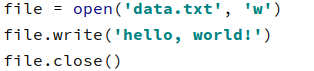 file = open('data.txt', 'w')
file.write('hello, world!')
file.close()